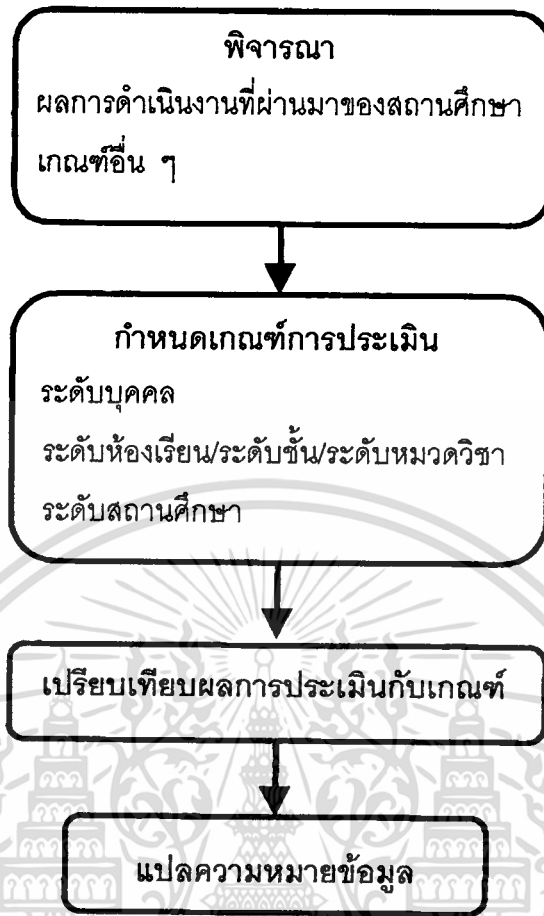 พิจารณา
ผลการดำเนินงานที่ผ่านมาของสถานศึกษา
เกณฑ์อื่น ๆ
กำหนดเกณฑ์การประเมิน
ระดับบุคคล
ระดับห้องเรียน/ระดับชั้น/ระดับหมวดวิชา
ระดับสถานศึกษา
เปรียบเทียบผลการประเมินกับเกณฑ์
แปลความหมายข้อมูล